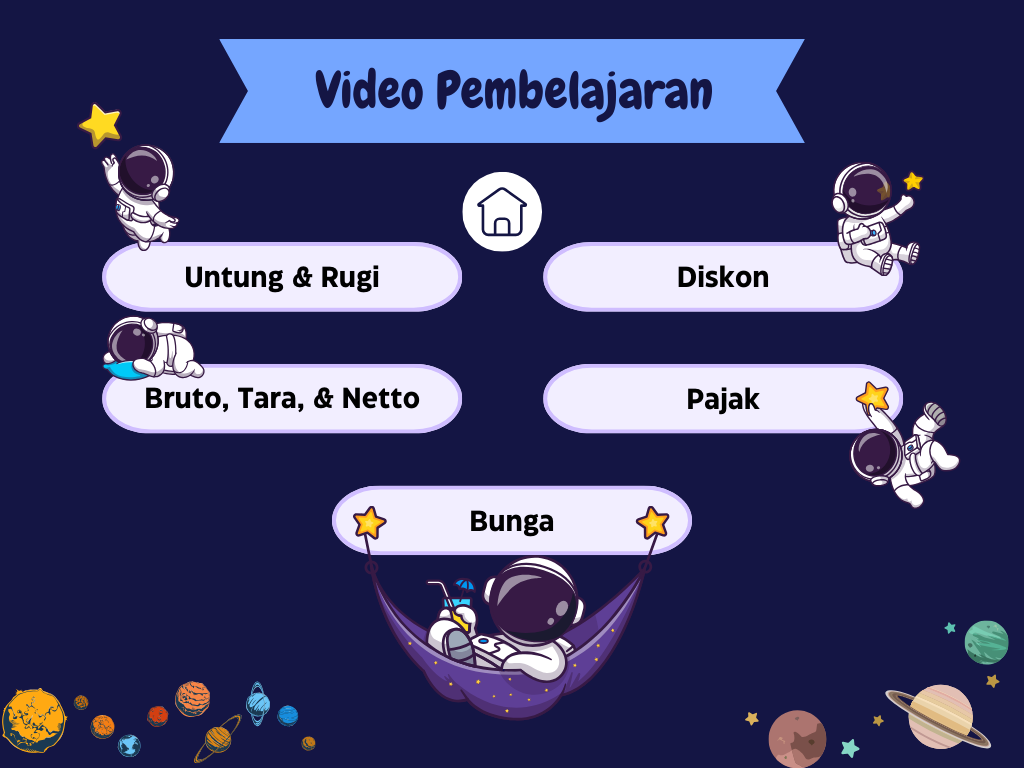 Video Pembelajaran
Untung & Rugi
Diskon
Bruto, Tara, & Netto
Pajak
Bunga